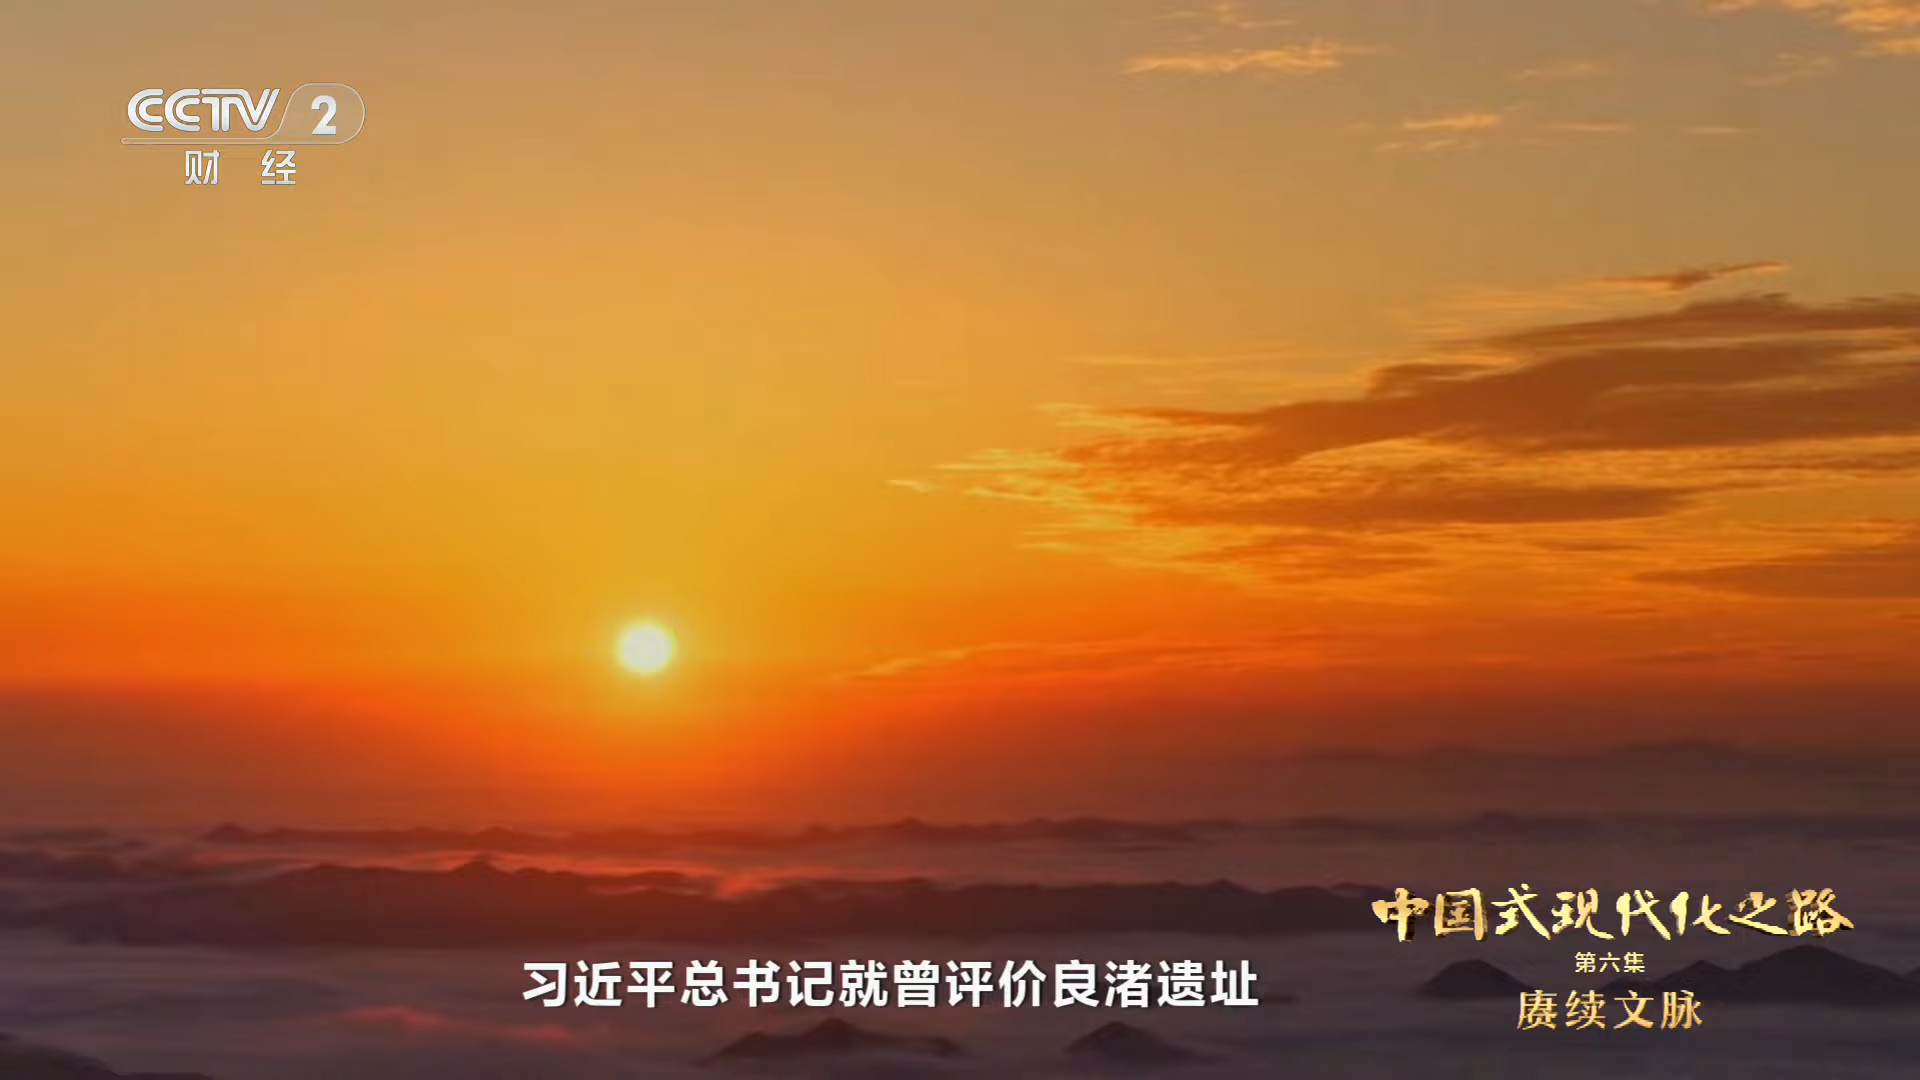 CCTV 2
财 经
习近平总书记就曾评价良渚遗址
中国式现代化之路
第六集
赓续文脉